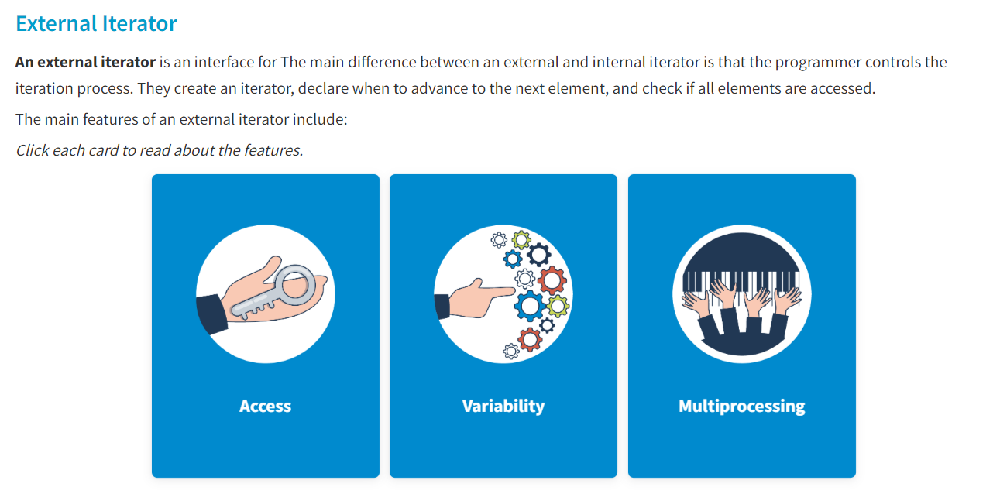 External Iterator
An external iterator is an interface for The main difference between an external and internal iterator is that the programmer controls the
iteration process. They create an iterator, declare when to advance to the next element, and check if all elements are accessed.
The main features of an external iterator include:
Click each card to read about the features.
Access
Variability
Multiprocessing